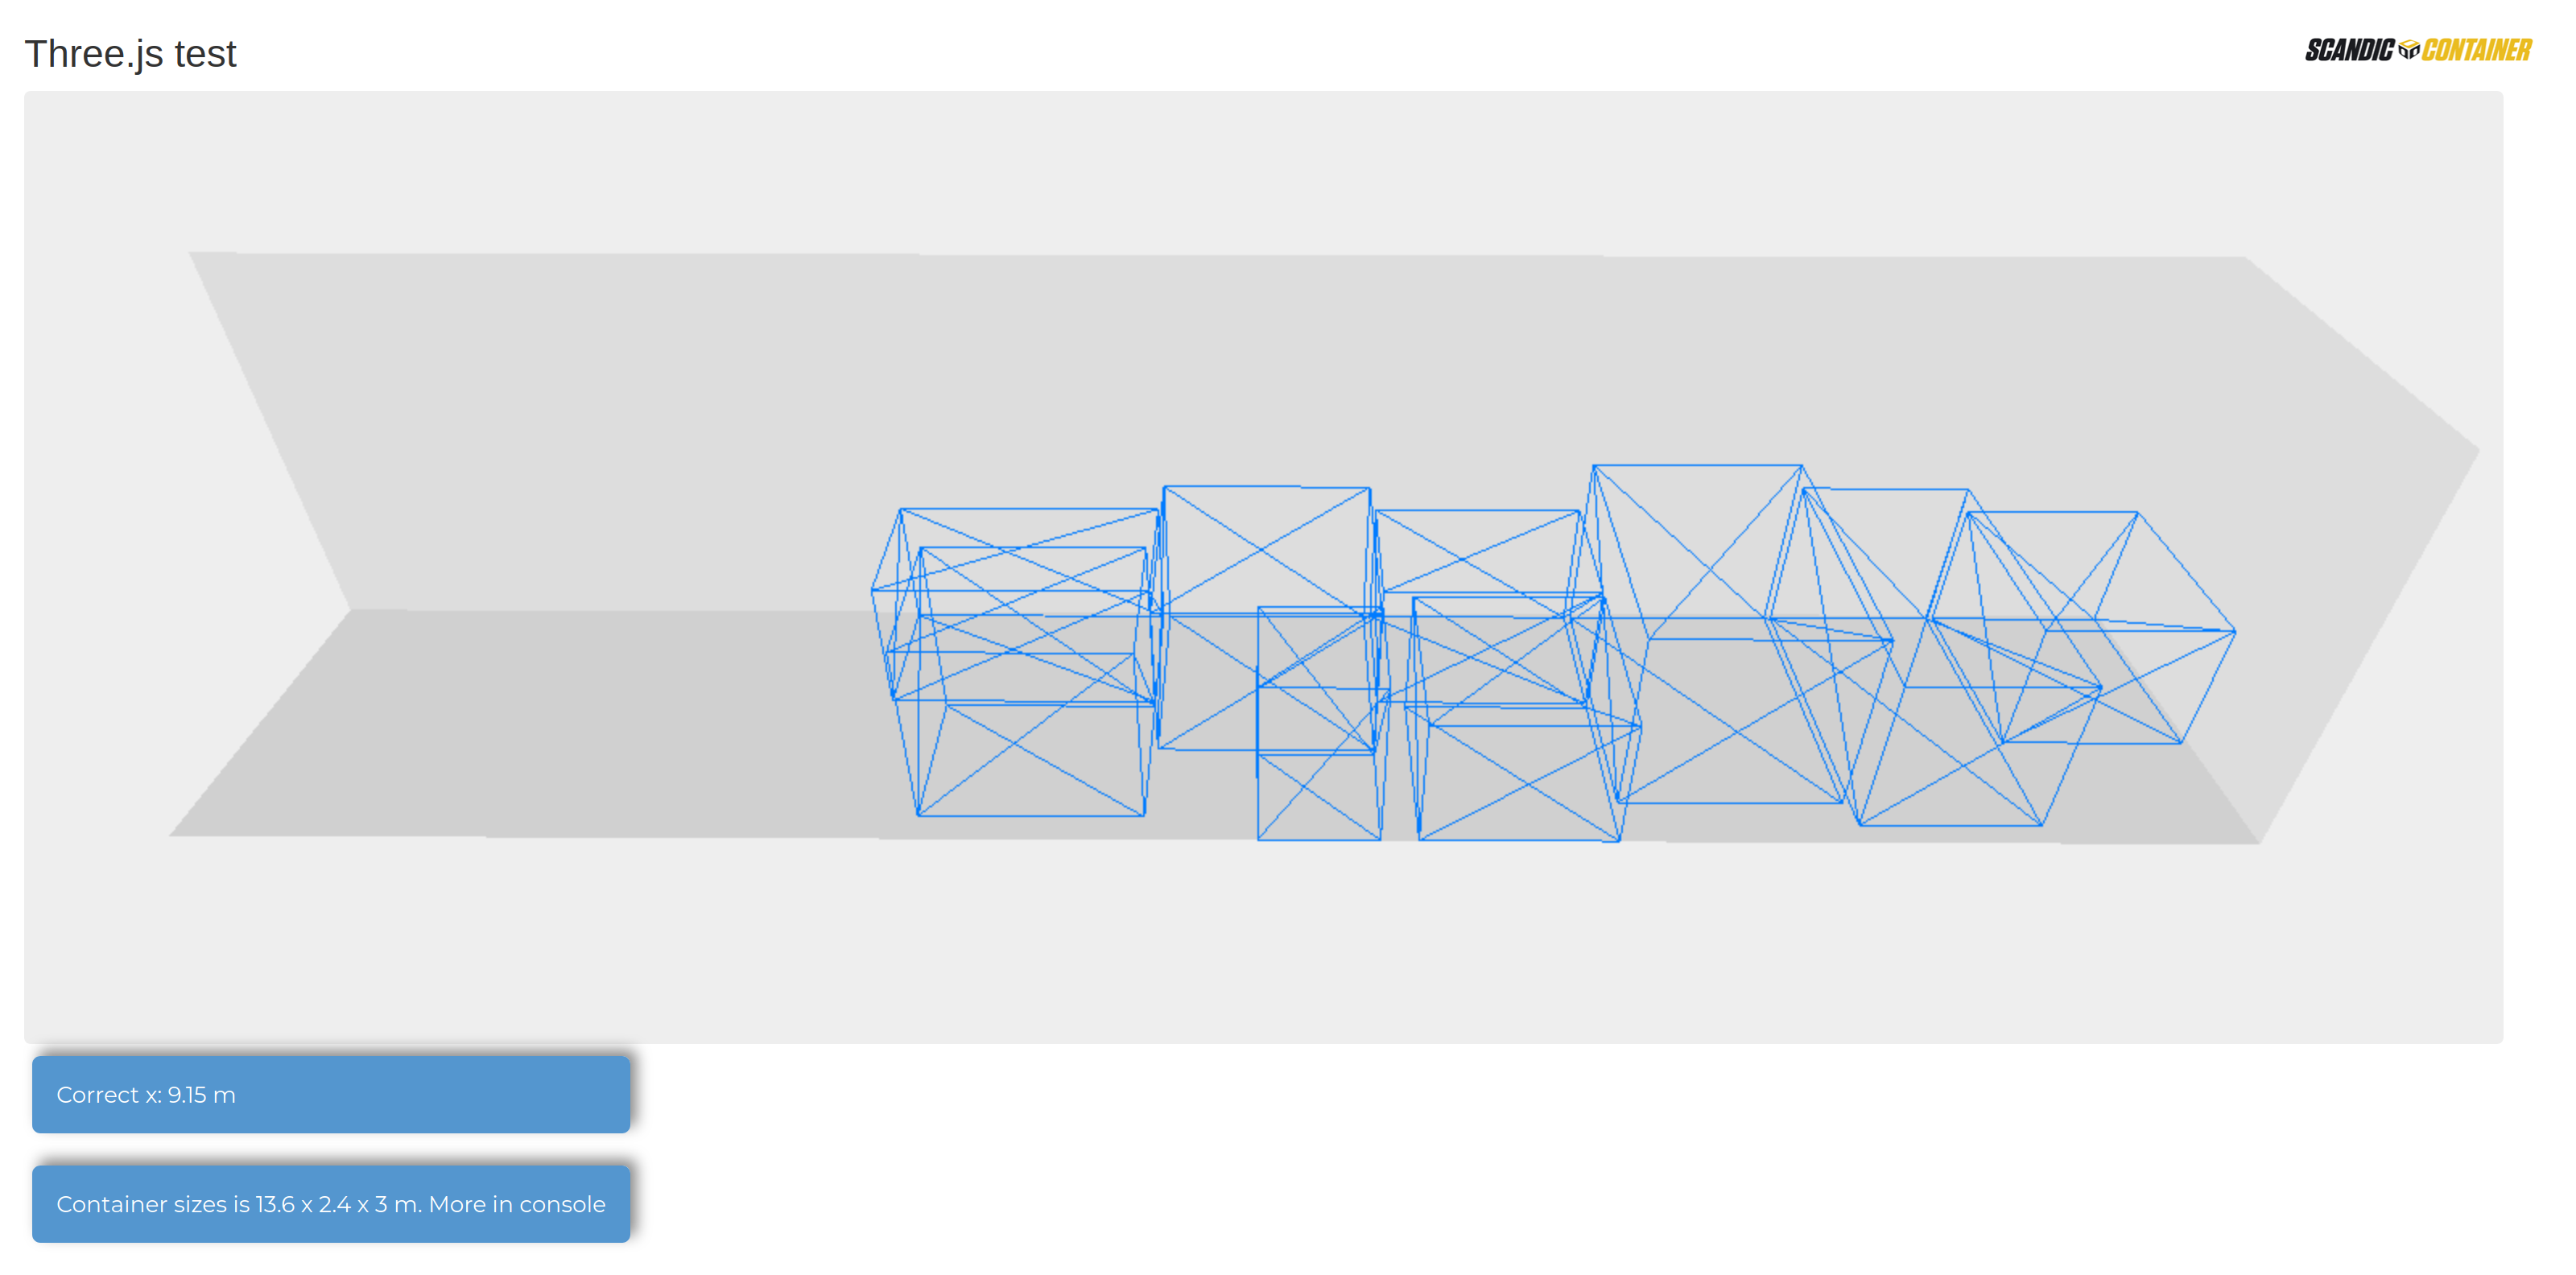 Three.js test
SCANDIC CONTAINER
Correct x: 9.15 m
Container sizes is 13.6 x 2.4 x 3 m. More in console